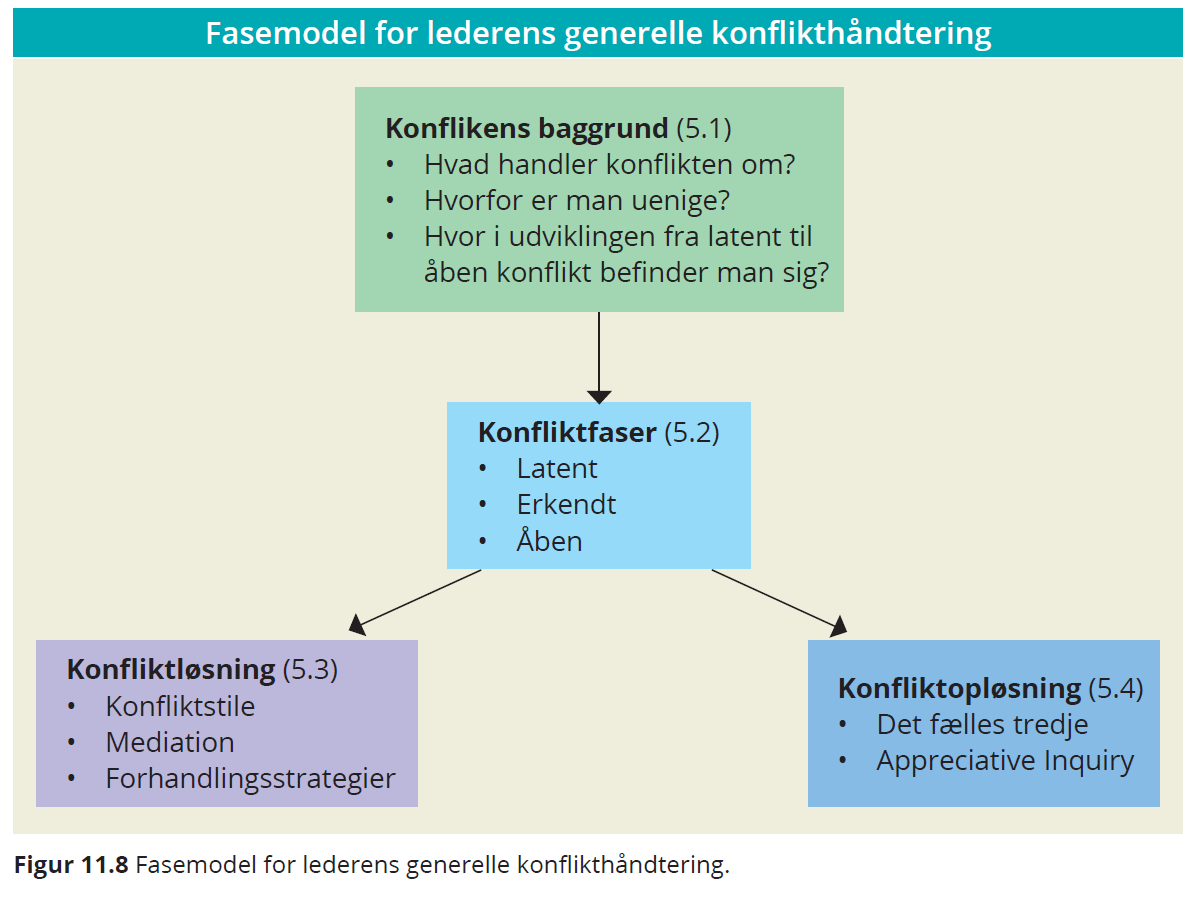 Fasemodel for lederens generelle konflikthåndtering
Konflikens baggrund (5.1)
• Hvad handler konflikten om?
• Hvorfor er man uenige?
• Hvor i udviklingen fra latent til
åben konflikt befinder man sig?
Konfliktfaser (5.2)
• Latent
• Erkendt
• Åben
Konfliktløsning (5.3)
• Konfliktstile
• Mediation
• Forhandlingsstrategier
Konfliktopløsning (5.4)
• Det fælles tredje
• Appreciative Inquiry
Figur 11.8 Fasemodel for lederens generelle konflikthåndtering.